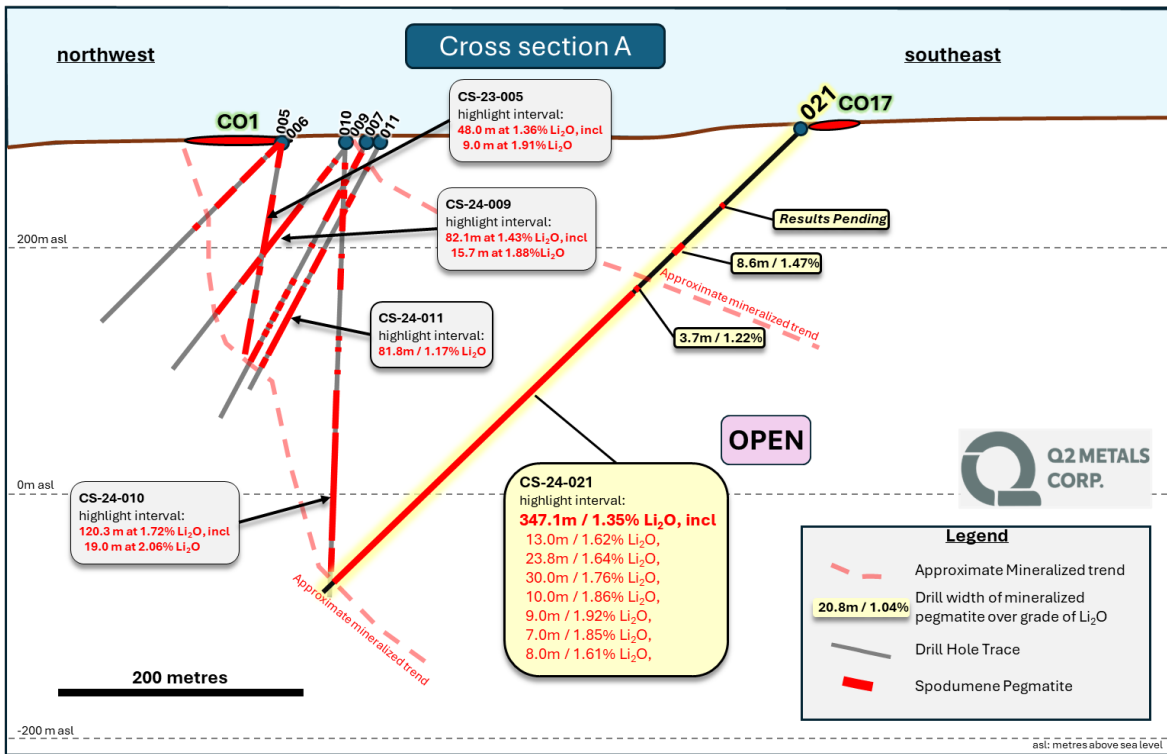 Cross section A
northwest
southeast
CO1
005
006
010
009
007
011
021
CO17
CS-23-005
highlight interval:
48.0 m at 1.36% Li₂O, incl
9.0 m at 1.91% Li₂O
CS-24-009
highlight interval:
82.1m at 1.43% Li₂O, incl
15.7 m at 1.88%Li₂O
Results Pending
200m asl
8.6m / 1.47%
Approximate mineralized trend
3.7m / 1.22%
CS-24-011
highlight interval:
81.8m / 1.17% Li₂O
OPEN
Q2 METALS
CORP.
0m asl
CS-24-010
highlight interval:
120.3 m at 1.72% Li₂O, incl
19.0 m at 2.06% Li₂O
CS-24-021
highlight interval:
347.1m / 1.35% Li₂O, incl
13.0m / 1.62% Li₂O,
23.8m / 1.64% Li₂O,
30.0m / 1.76% Li₂O,
10.0m / 1.86% Li₂O,
9.0m / 1.92% Li₂O,
7.0m / 1.85% Li₂O,
8.0m / 1.61% Li₂O,
Approximate mineralized trend
200 metres
Legend
Approximate Mineralized trend
20.8m / 1.04%
Drill width of mineralized
pegmatite over grade of Li₂O
Drill Hole Trace
Spodumene Pegmatite
-200 m asl
asl: metres above sea level